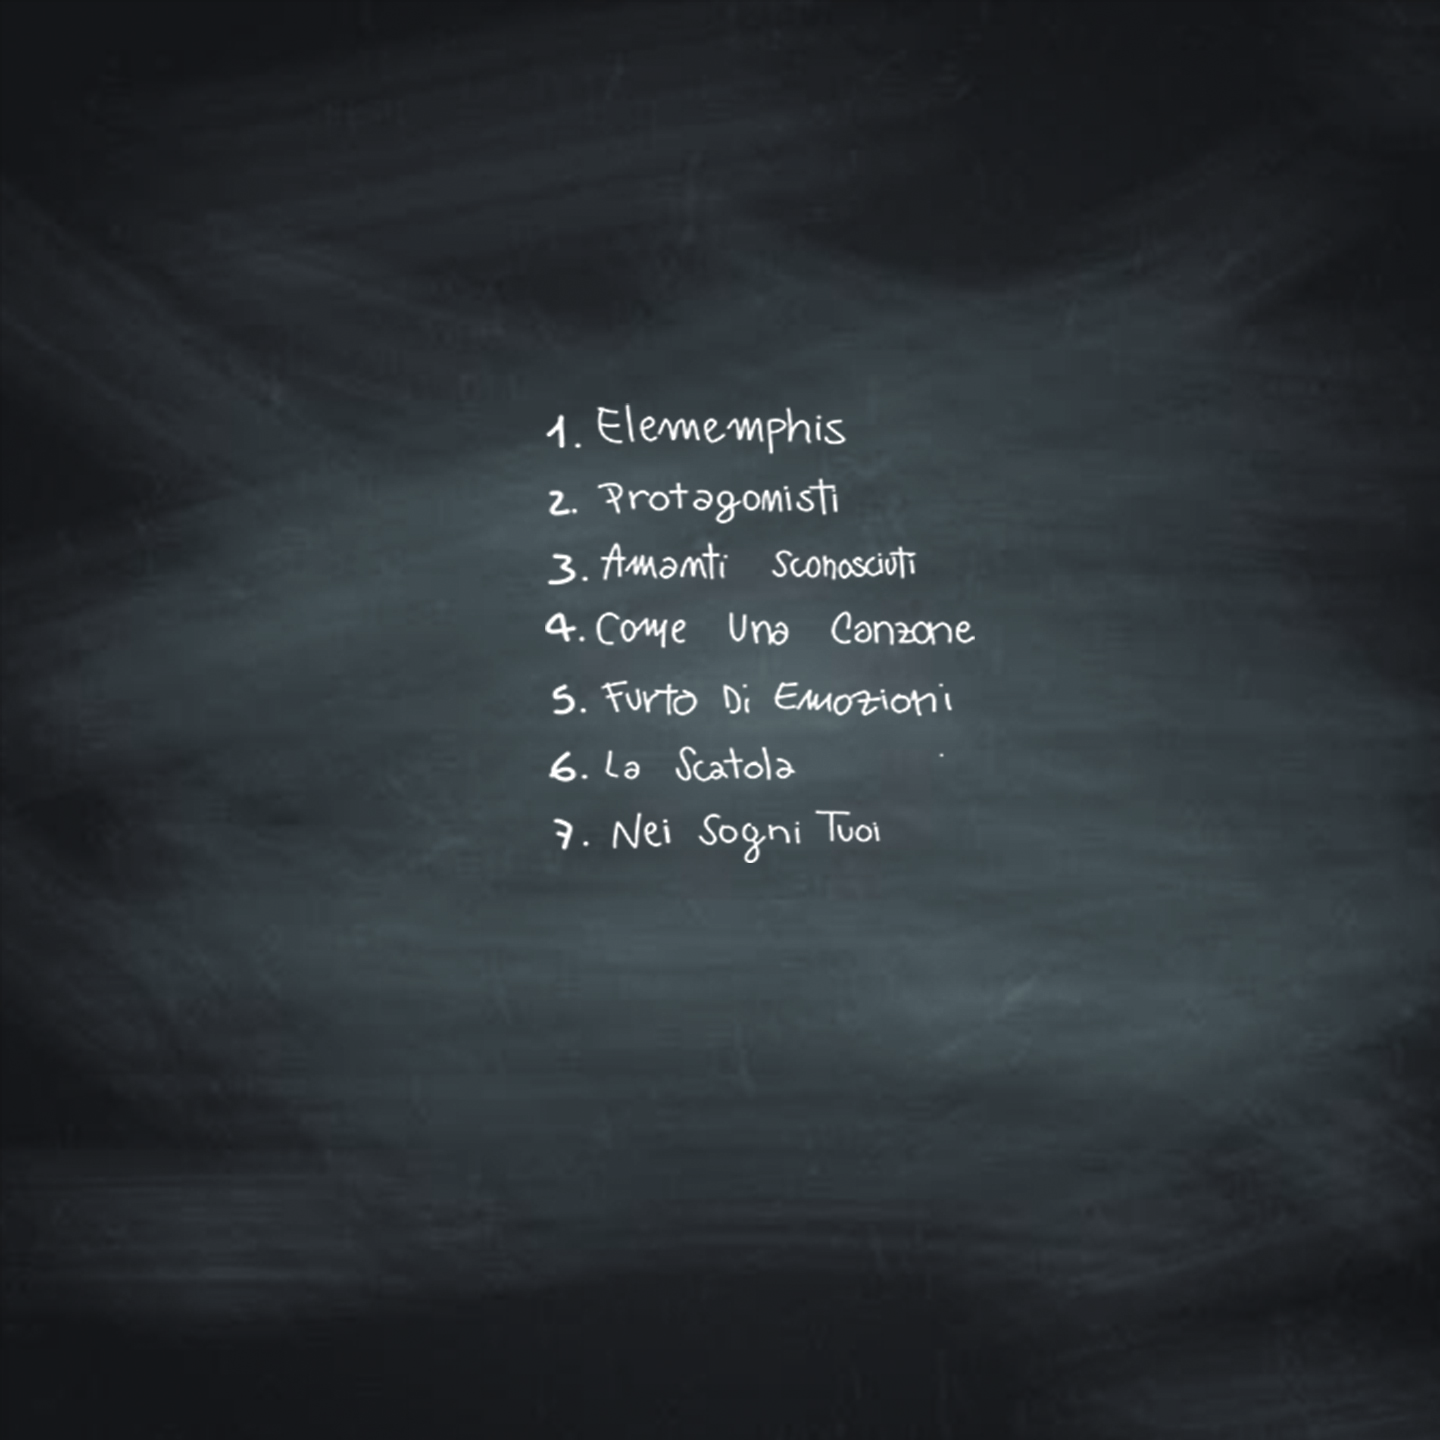 1. Elememphis
2. Protagonisti
3. Amanti Sconosciuti
4. Come Una Canzone
5. Furto Di Emozioni
6. La Scatola
7. Nei Sogni Tuoi